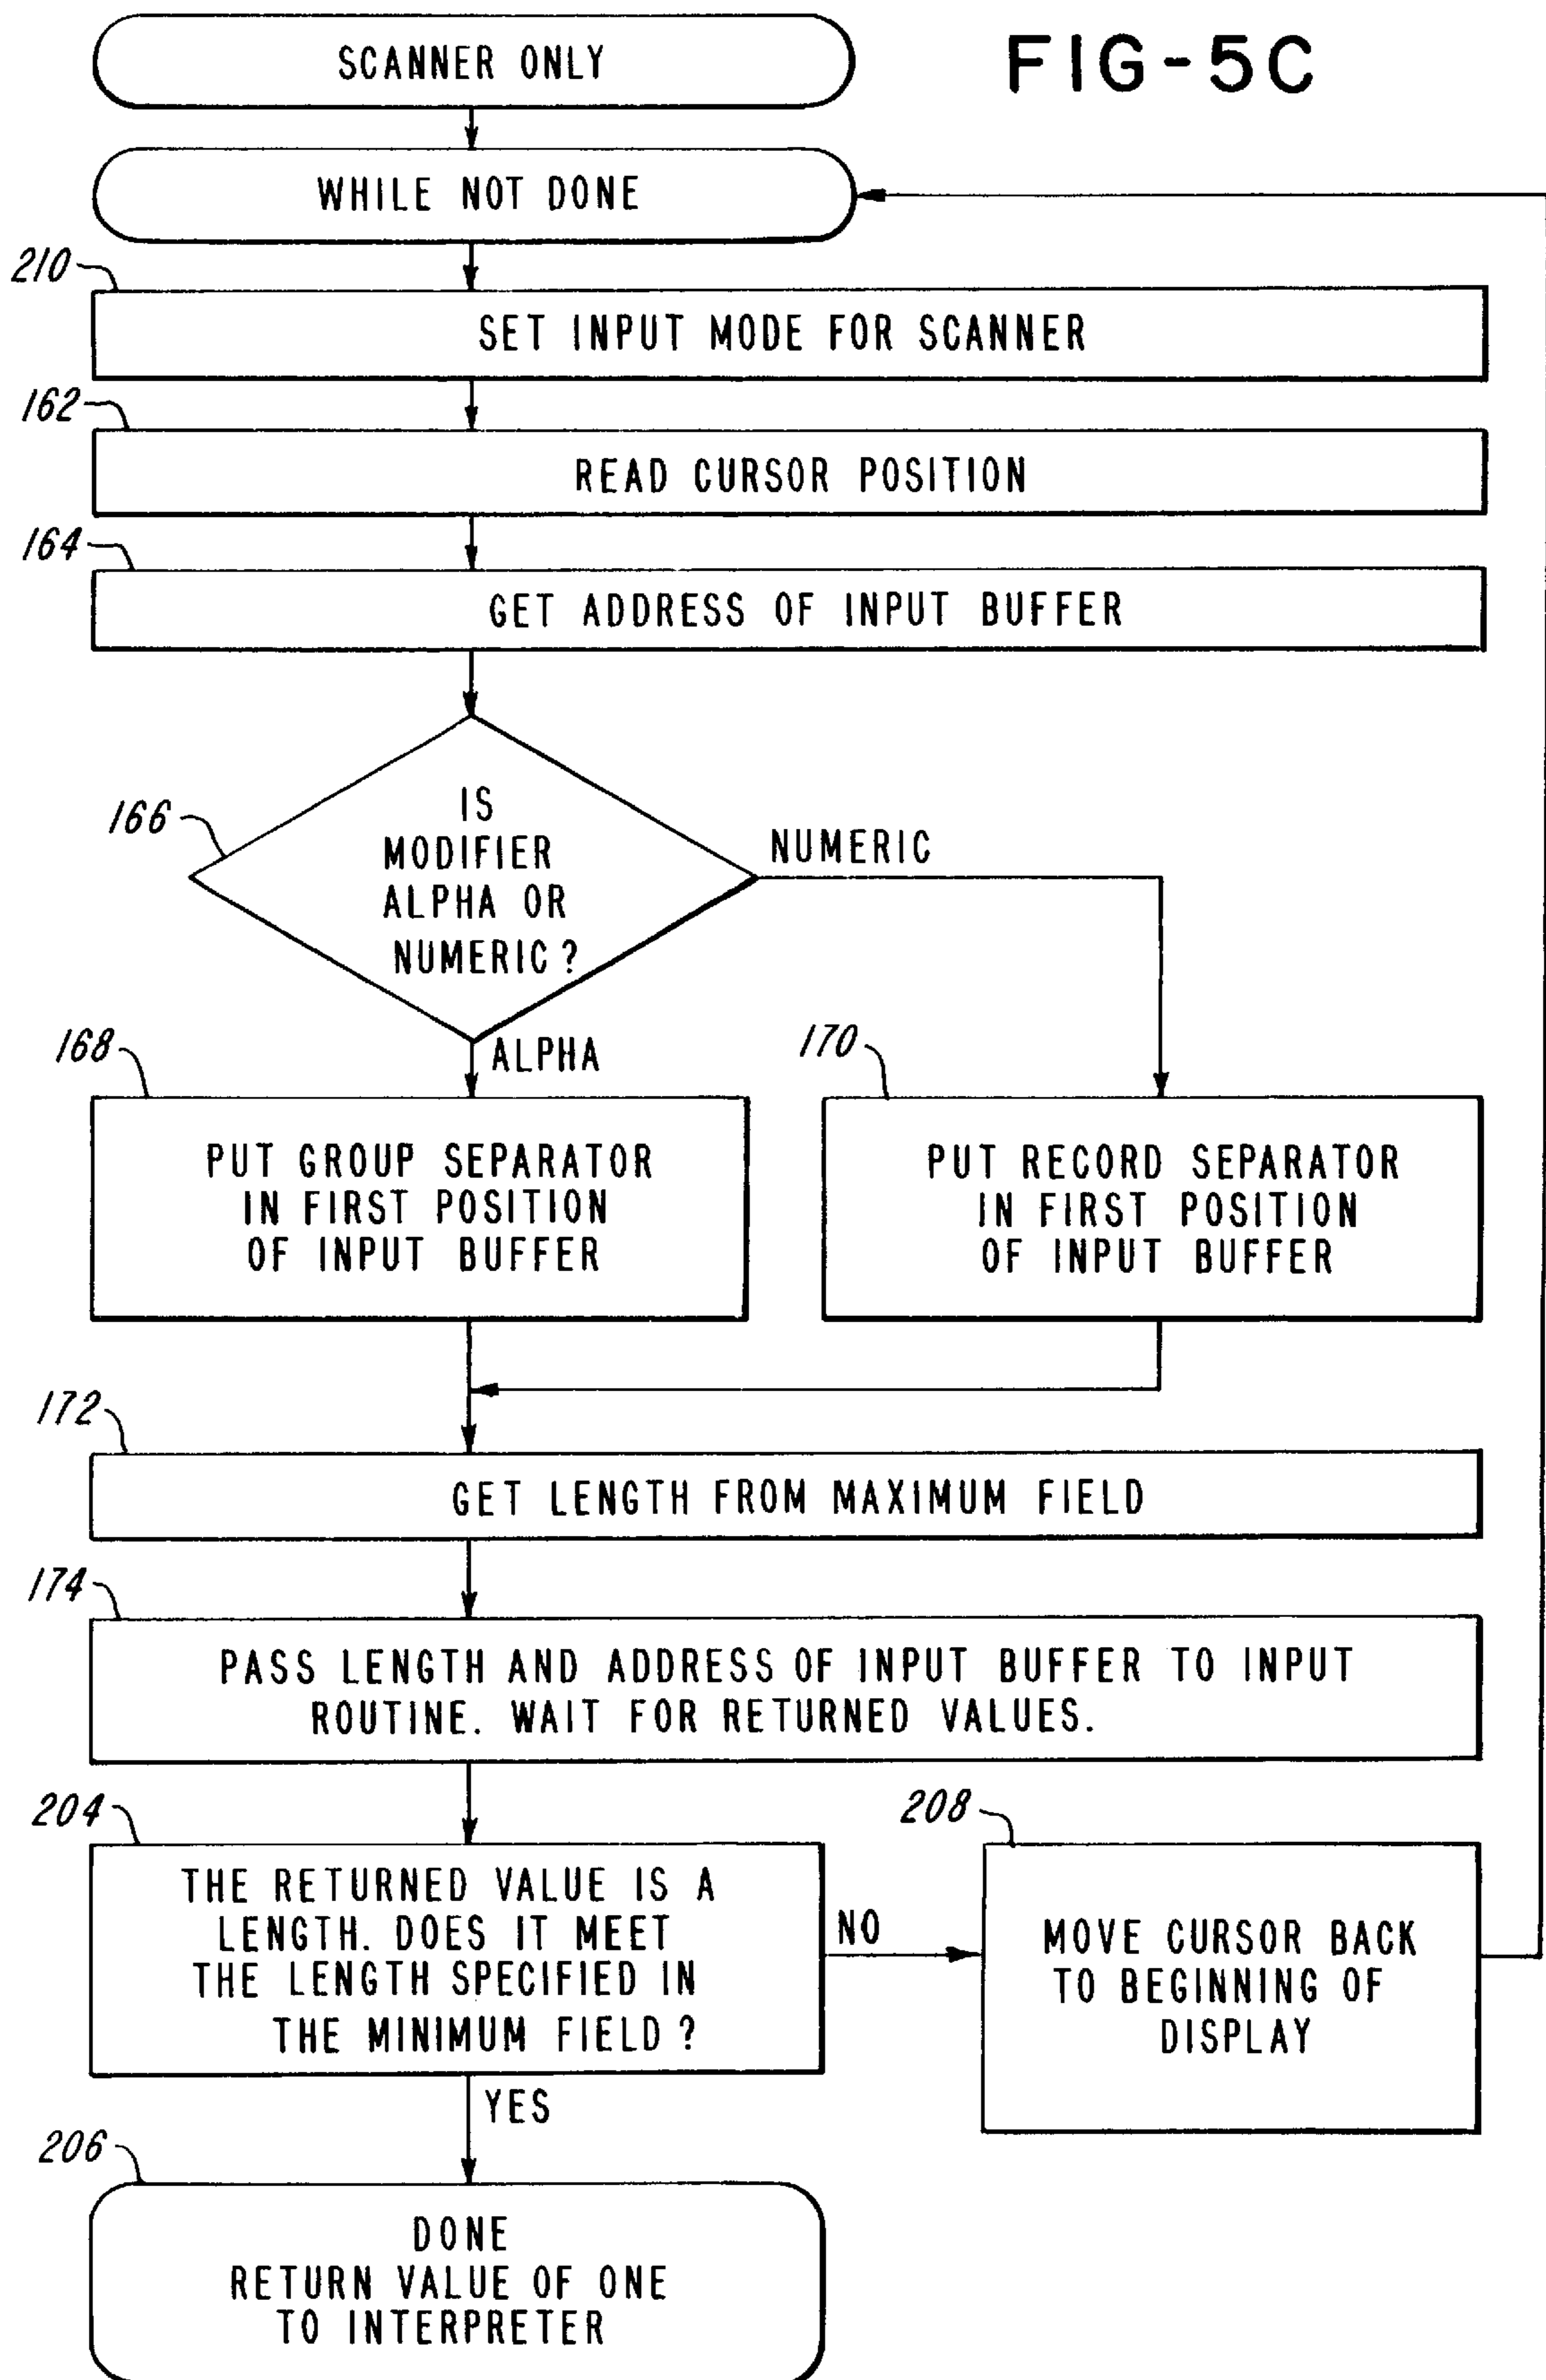 SCANNER ONLY
FIG-5C
WHILE NOT DONE
210
SET INPUT MODE FOR SCANNER
162
READ CURSOR POSITION
164
GET ADDRESS OF INPUT BUFFER
166
IS
MODIFIER
ALPHA OR
NUMERIC?
NUMERIC
ALPHA
168
PUT GROUP SEPARATOR
IN FIRST POSITION
OF INPUT BUFFER
170
PUT RECORD SEPARATOR
IN FIRST POSITION
OF INPUT BUFFER
172
GET LENGTH FROM MAXIMUM FIELD
174
PASS LENGTH AND ADDRESS OF INPUT BUFFER TO INPUT
ROUTINE. WAIT FOR RETURNED VALUES.
204
THE RETURNED VALUE IS A
LENGTH. DOES IT MEET
THE LENGTH SPECIFIED IN
THE MINIMUM FIELD?
NO
208
MOVE CURSOR BACK
TO BEGINNING OF
DISPLAY
YES
206
DONE
RETURN VALUE OF ONE
TO INTERPRETER